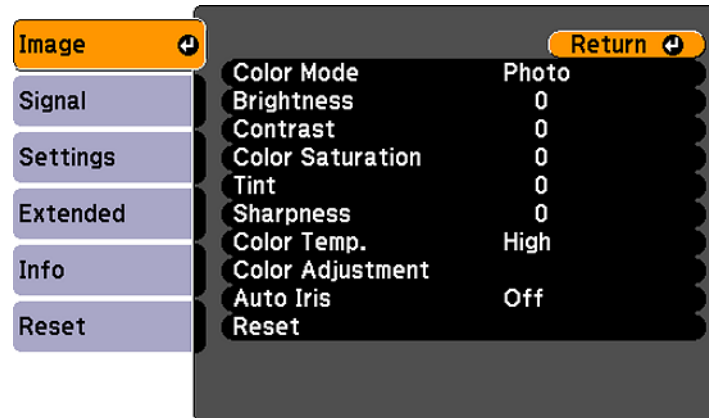 Image
Signal
Settings
Extended
Info
Reset
Return
Color Mode Photo
Brightness 0
Contrast 0
Color Saturation 0
Tint 0
Sharpness 0
Color Temp. High
Color Adjustment
Auto Iris Off
Reset